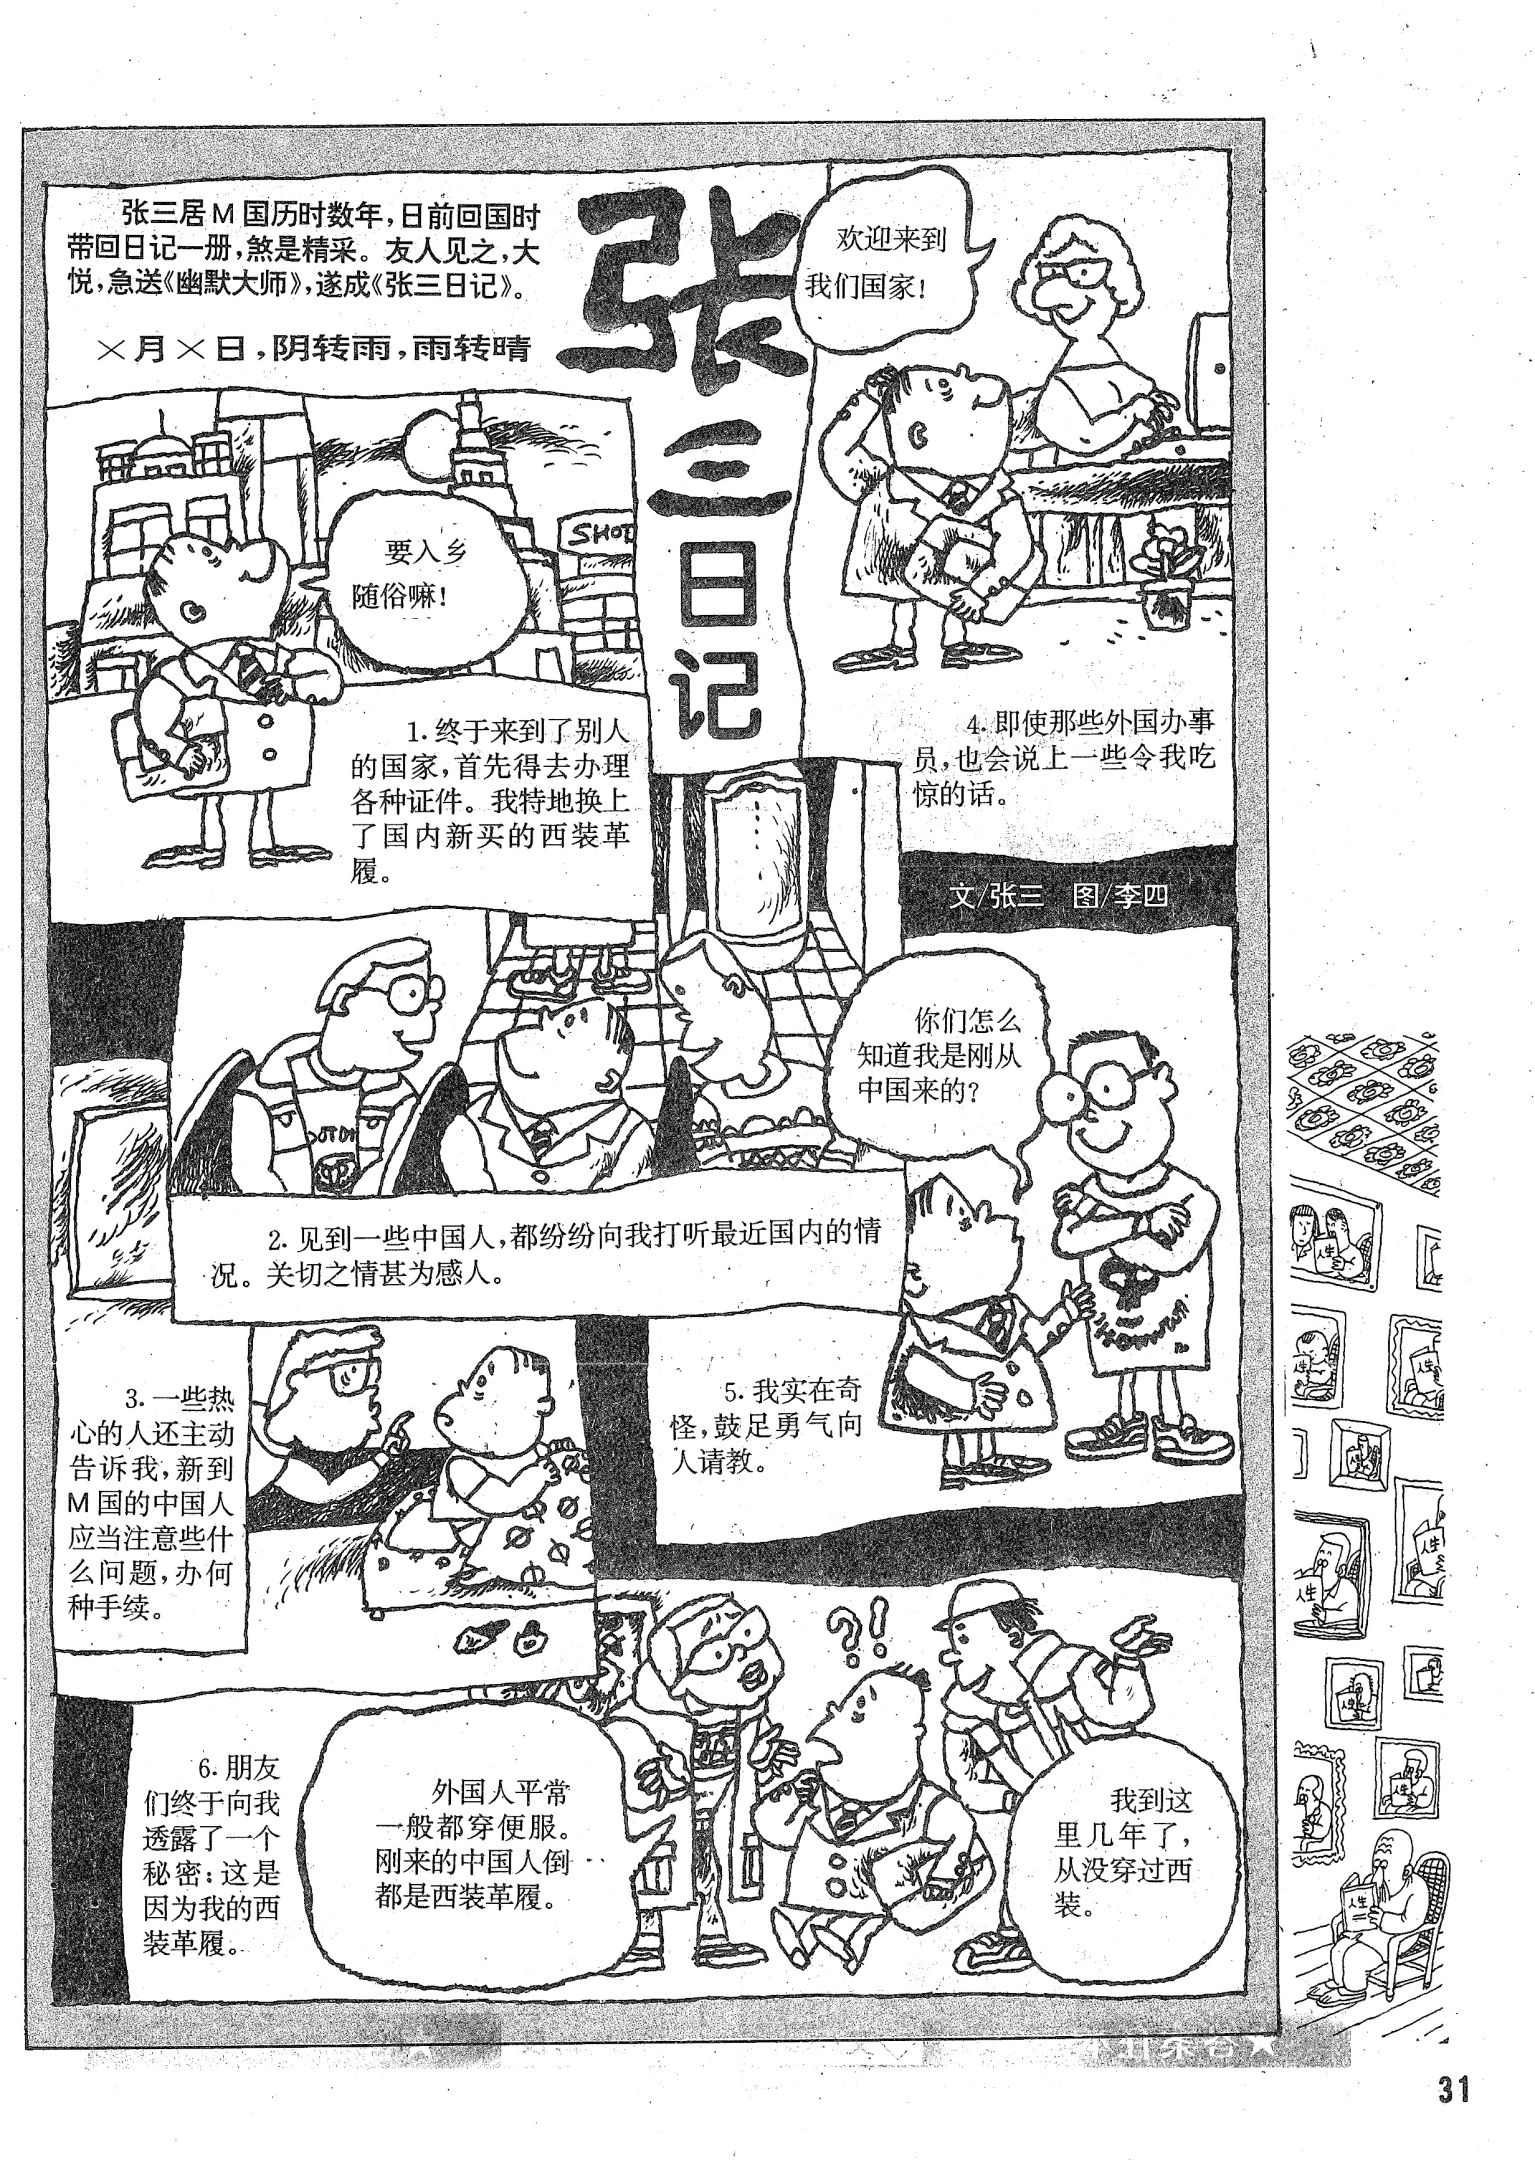 张三居M国历时数年，日前回国时
带回日记一册，煞是精采。友人见之，大
悦，急送《幽默大师》，遂成《张三日记》。
×月×日，阴转雨，雨转晴
张三日记
要入乡
随俗嘛！
SHOT
1.终于来到了别人
的国家，首先得去办理
各种证件。我特地换上
了国内新买的西装革
履。
2.见到一些中国人，都纷纷向我打听最近国内的情
况。关切之情甚为感人。
3.一些热
心的人还主动
告诉我，新到
M国的中国人
应当注意些什
么问题，办何
种手续。
欢迎来到
我们国家！
4.即使那些外国办事
员，也会说上一些令我吃
惊的话。
文/张三 图/李四
你们怎么
知道我是刚从
中国来的？
5.我实在奇
怪，鼓足勇气向
人请教。
6.朋友
们终于向我
透露了一个
秘密：这是
因为我的西
装革履。
外国人平常
一般都穿便服。
刚来的中国人倒
都是西装革履。
?!
我到这
里几年了，
从没穿过西
装。
人生
人生
人生
人生
人生
人生
人生
人生
31